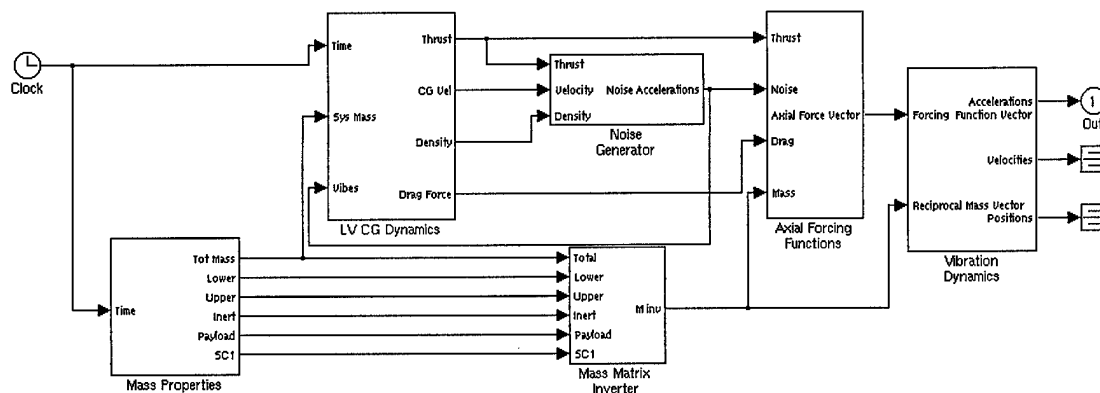 Clock
Time
Sys Mass
Vibes
Thrust
CG Vel
Density
Drag Force
LV CG Dynamics
Thrust
Velocity
Density
Noise Accelerations
Noise
Generator
Thrust
Noise
Axial Force Vector
Drag
Mass
Axial Forcing
Functions
Accelerations
Forcing Function Vector
Velocities
Reciprocal Mass Vector
Positions
Vibration
Dynamics
1
Out
Time
Tot Mass
Lower
Upper
Inert
Payload
SC1
Mass Properties
Total
Lower
Upper
Inert
Payload
SC1
M inv
Mass Matrix
Inverter